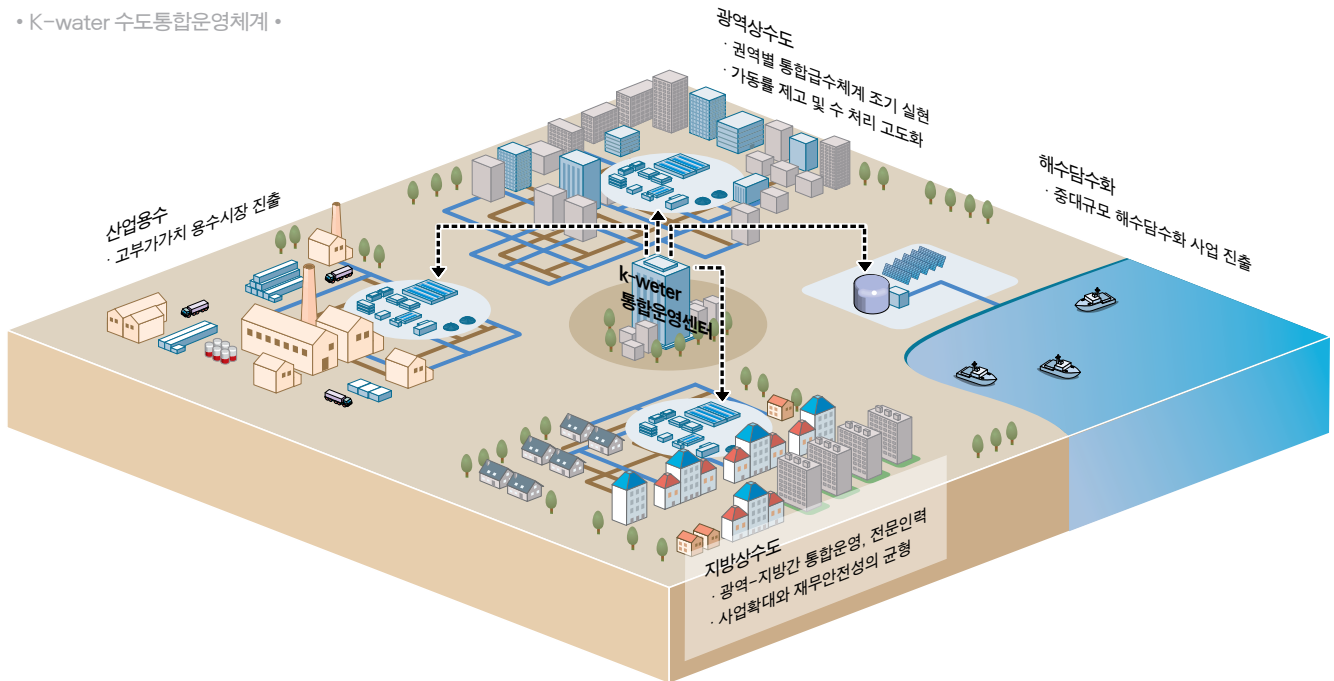 • K-water 수도통합운영체계 •
광역상수도
· 권역별 통합급수체계 조기 실현
· 가동률 제고 및 수 처리 고도화
해수담수화
· 중대규모 해수담수화 사업 진출
산업용수
· 고부가가치 용수시장 진출
k-weter
통합운영센터
지방상수도
· 광역-지방간 통합운영, 전문인력
· 사업확대와 재무안전성의 균형